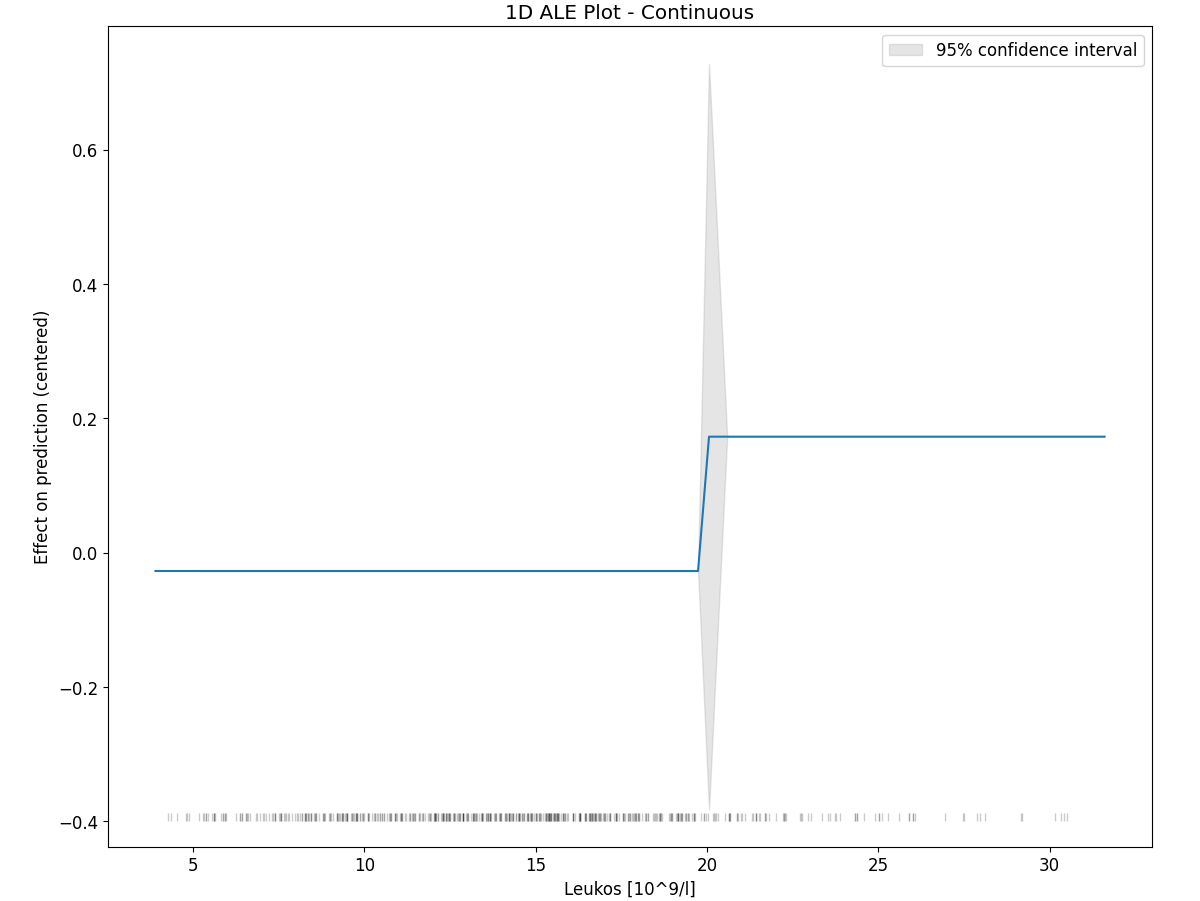 1D ALE Plot - Continuous
95% confidence interval
Effect on prediction (centered)
0.6
0.4
0.2
0.0
−0.2
−0.4
5 10 15 20 25 30
Leukos [10^9/l]